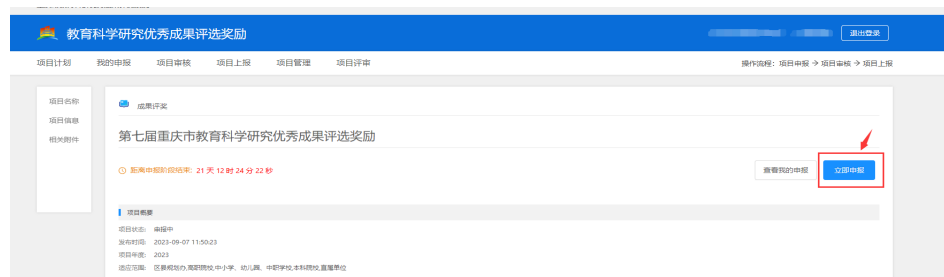 教育科学研究优秀成果评选奖励
退出登录
项目计划 我的申报 项目审核 项目上报 项目管理 项目评审
操作流程：项目申报 → 项目审核 → 项目上报
项目名称
项目信息
相关附件
成果评奖
第七届重庆市教育科学研究优秀成果评选奖励
距离申报阶段结束：21 天 12 时 24 分 22 秒
查看我的申报
立即申报
项目概要
项目状态： 申报中
发布时间： 2023-09-07 11:50:23
项目年度： 2023
适应范围： 区县规划办,高职院校,中小学、幼儿园、中职学校,本科院校,直属单位